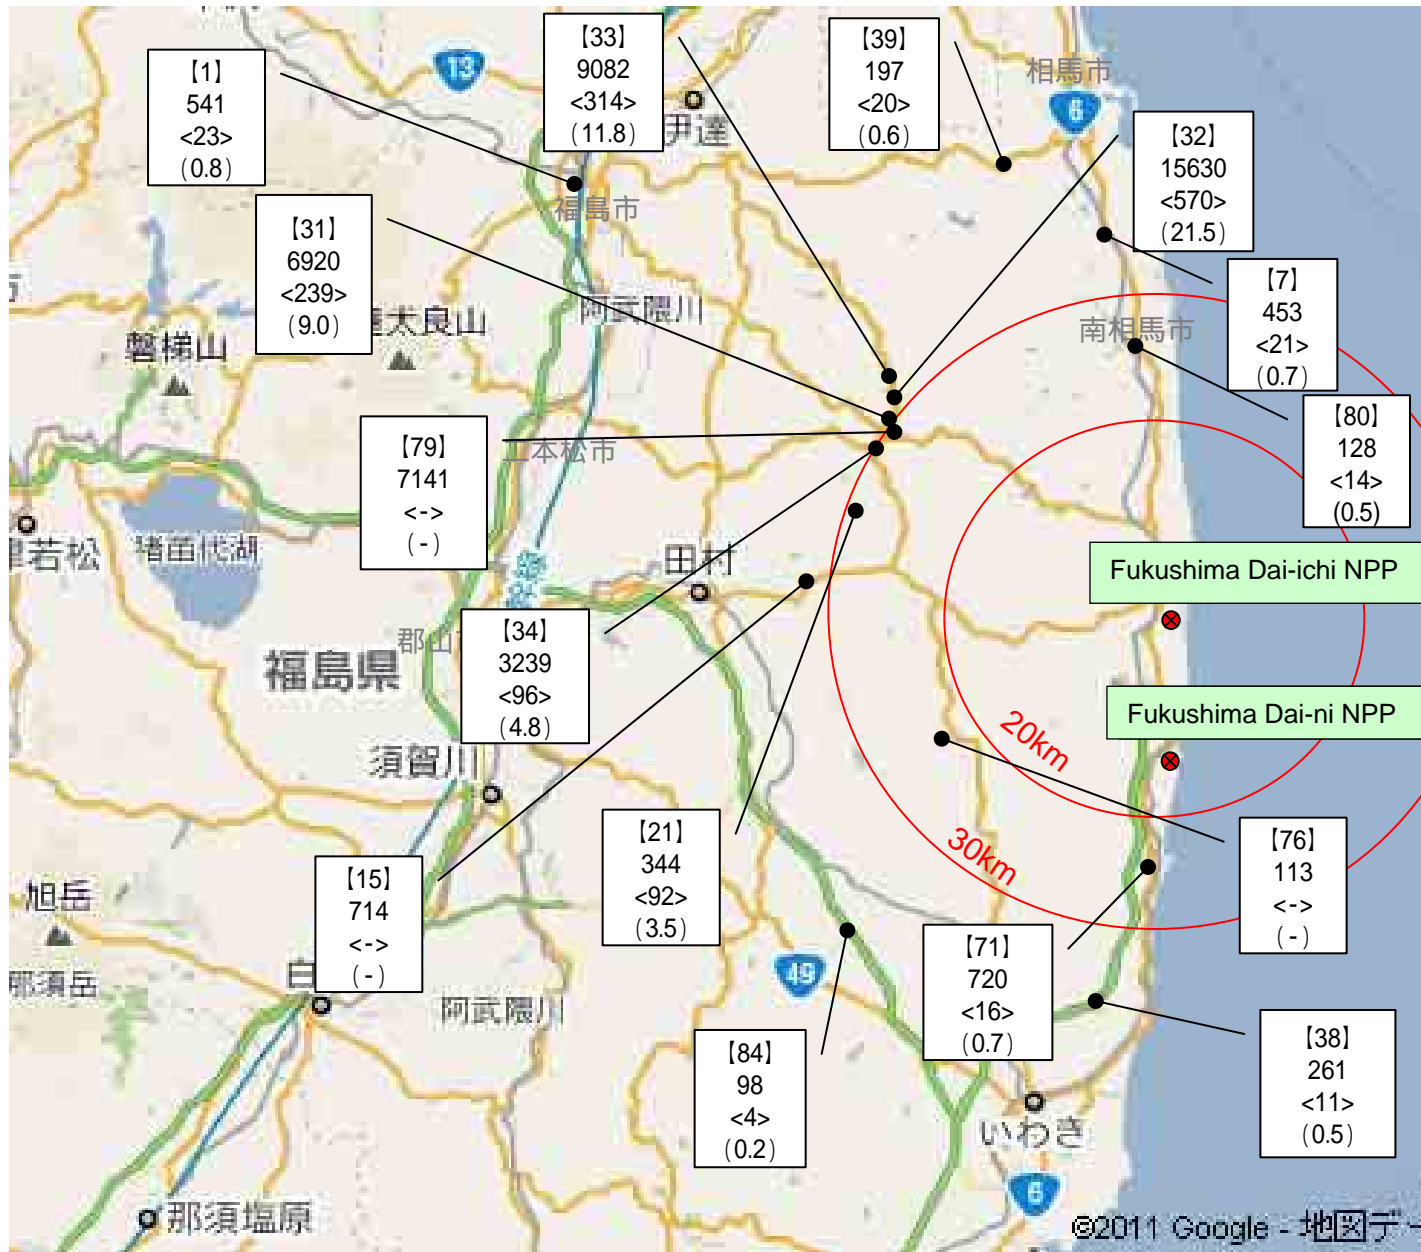 【1】
541
<23>
(0.8)
13
【33】
9082
<314>
(11.8)
伊達
【39】
197
<20>
(0.6)
相馬市
6
【32】
15630
<570>
(21.5)
福島市
【31】
6920
<239>
(9.0)
【7】
453
<21>
(0.7)
阿武隈川
太良山
磐梯山
南相馬市
【80】
128
<14>
(0.5)
【79】
7141
<->
(-)
二本松市
若松
猪苗代湖
田村
Fukushima Dai-ichi NPP
【34】
3239
<96>
(4.8)
郡山
福島県
Fukushima Dai-ni NPP
20km
須賀川
30km
【21】
344
<92>
(3.5)
【76】
113
<->
(-)
【15】
714
<->
(-)
旭岳
那須岳
白
阿武隈川
49
【71】
720
<16>
(0.7)
【84】
98
<4>
(0.2)
【38】
261
<11>
(0.5)
いわき
6
那須塩原
©2011 Google - 地図デー